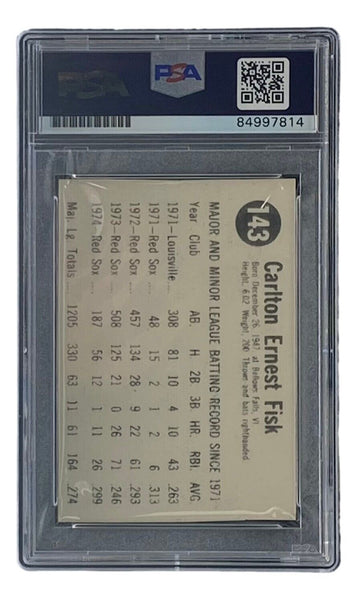 PSA
PSA
84997814
143
Carlton Ernest Fisk
Born December 26, 1947, at Bellows Falls, Vt
Height, 6.02 Weight, 200 Throws and bats righthanded
MAJOR AND MINOR LEAGUE BATTING RECORD SINCE 1971
Year Club AB. H 2B 3B HR. RBI. AVG.
1971-Louisville 308 81 10 4 10 43 .263
1971-Red Sox .... 48 15 2 1 2 6 .313
1972-Red Sox .... 457 134 28 9 22 61 .293
1973-Red Sox .... 508 125 21 0 26 71 .246
1974-Red Sox .... 187 56 12 1 11 26 .299
Maj. Lg. Totals... 1205 330 63 11 61 164 .274